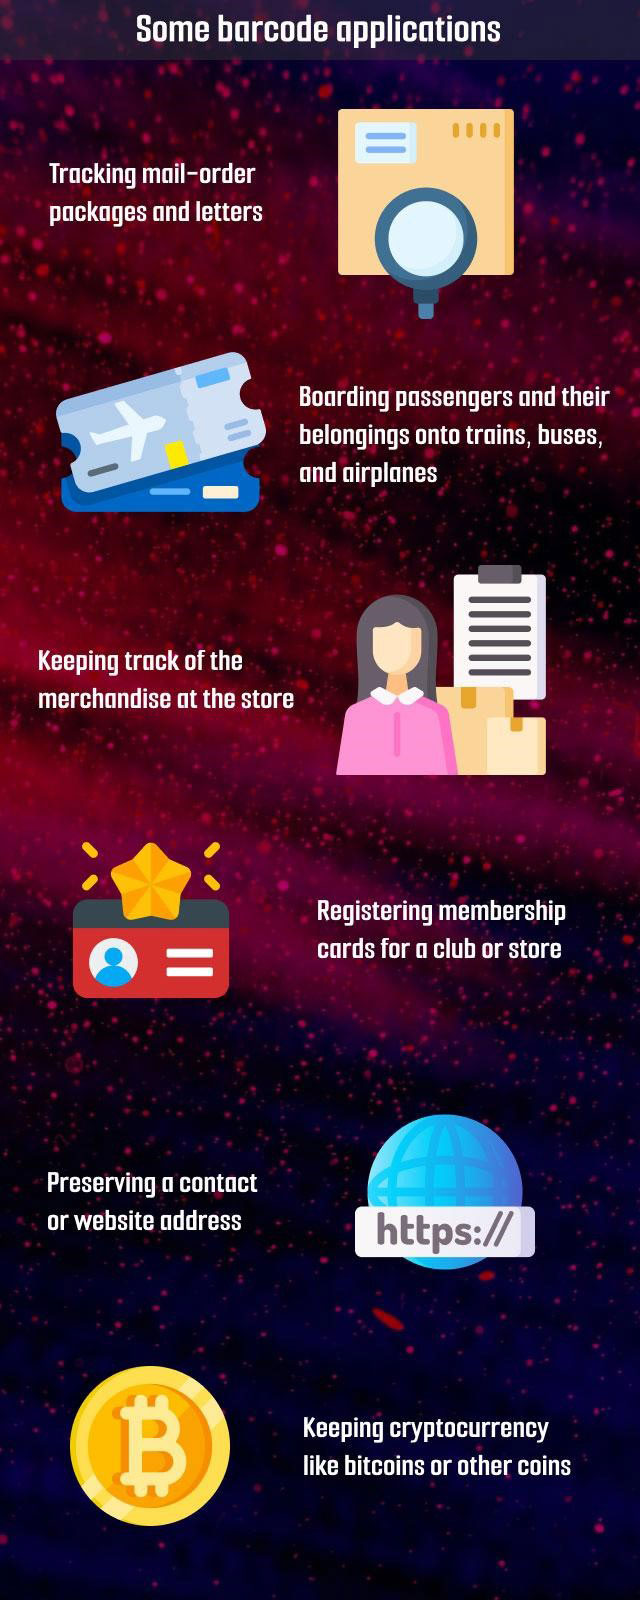 Some barcode applications
Tracking mail-order
packages and letters
Boarding passengers and their
belongings onto trains, buses,
and airplanes
Keeping track of the
merchandise at the store
Registering membership
cards for a club or store
Preserving a contact
or website address
https://
Keeping cryptocurrency
like bitcoins or other coins